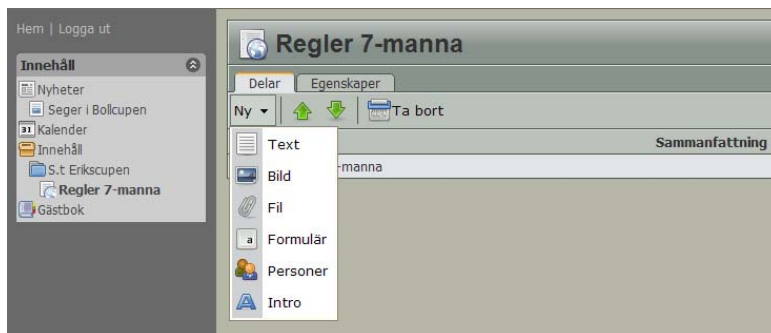 Hem | Logga ut
Innehåll
Nyheter
Seger i Bollcupen
31 Kalender
Innehåll
S.t Erikscupen
Regler 7-manna
Gästbok
Regler 7-manna
Delar Egenskaper
Ny Ta bort
Sammanfattning
-manna
Text
Bild
Fil
a Formulär
Personer
A Intro